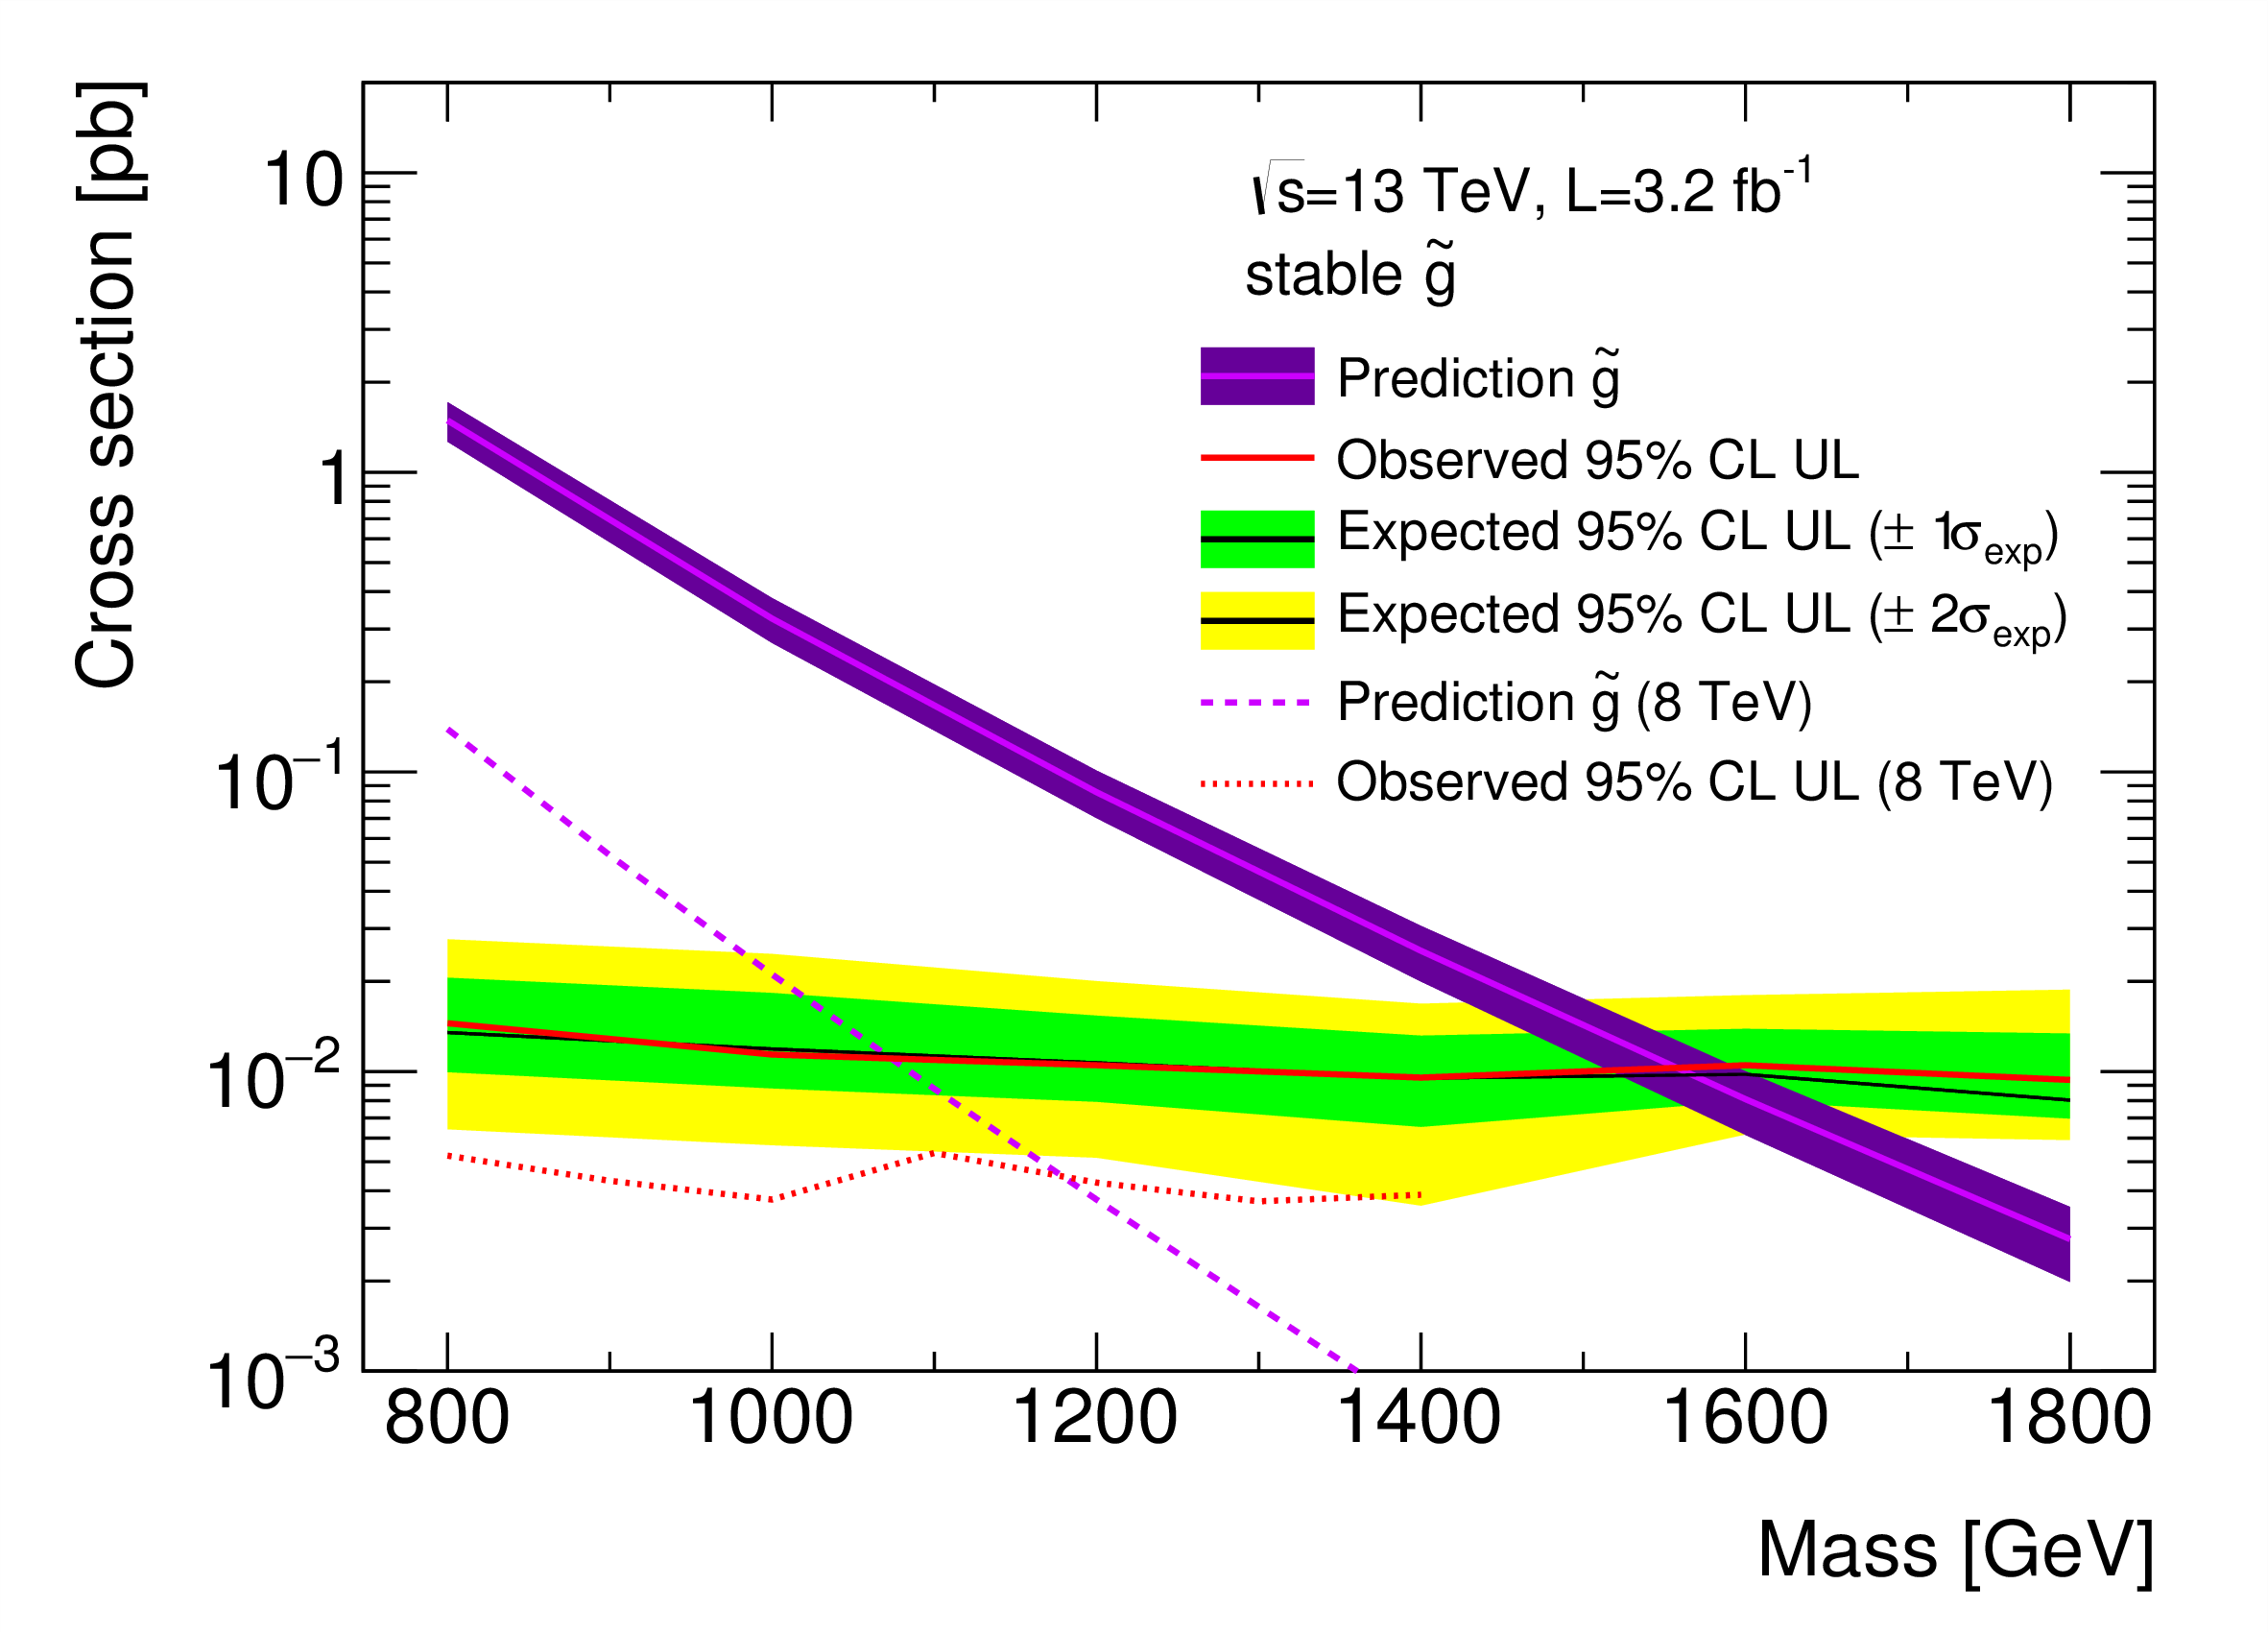 Cross section [pb]
10
1
10⁻¹
10⁻²
10⁻³
√s=13 TeV, L=3.2 fb⁻¹
stable g̃
Prediction g̃
Observed 95% CL UL
Expected 95% CL UL (± 1σexp)
Expected 95% CL UL (± 2σexp)
Prediction g̃ (8 TeV)
Observed 95% CL UL (8 TeV)
800 1000 1200 1400 1600 1800
Mass [GeV]